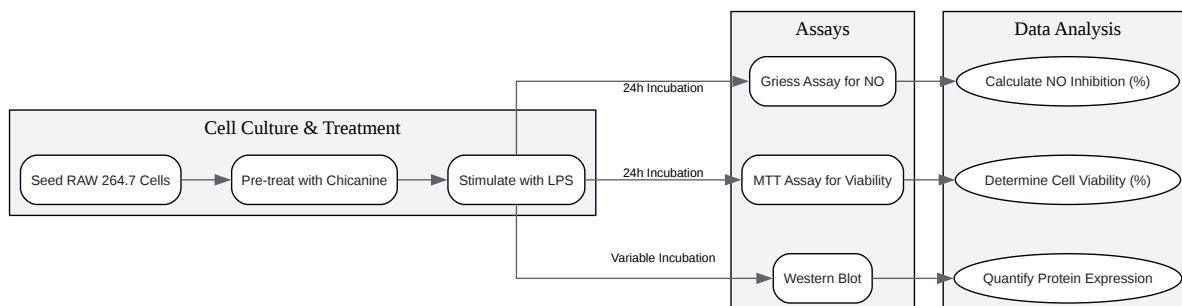 Cell Culture & Treatment
Seed RAW 264.7 Cells
Pre-treat with Chicanine
Stimulate with LPS
24h Incubation
24h Incubation
Variable Incubation
Assays
Griess Assay for NO
MTT Assay for Viability
Western Blot
Data Analysis
Calculate NO Inhibition (%)
Determine Cell Viability (%)
Quantify Protein Expression